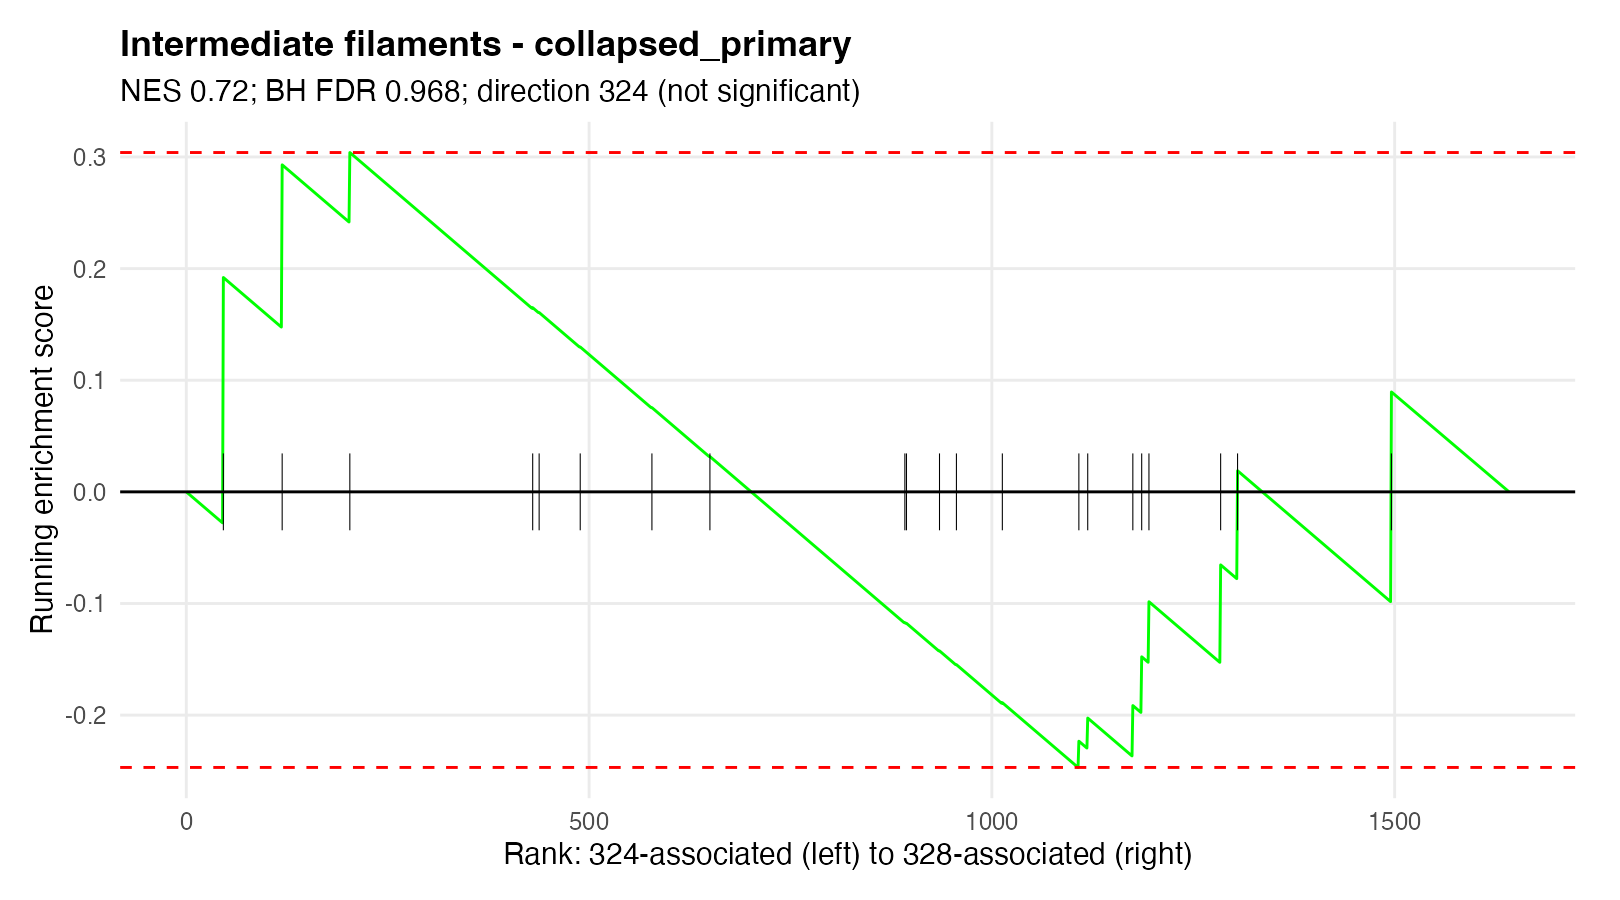 Intermediate filaments - collapsed_primary
NES 0.72; BH FDR 0.968; direction 324 (not significant)
Running enrichment score
0.3
0.2
0.1
0.0
-0.1
-0.2
0
500
1000
1500
Rank: 324-associated (left) to 328-associated (right)